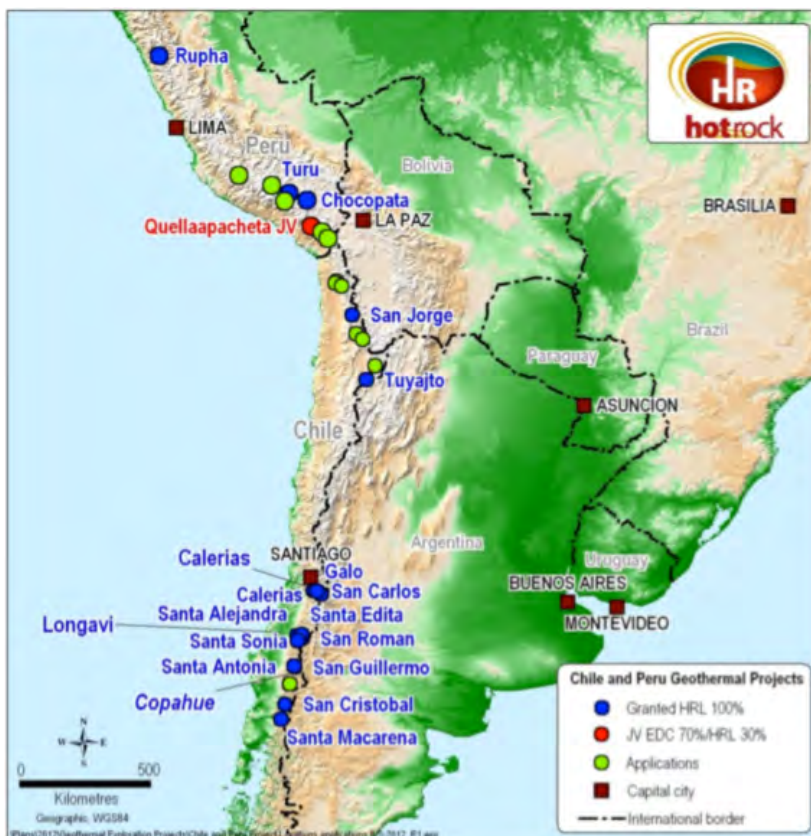 Rupha
HR
hotrock
LIMA
Peru
Turu
Bolivia
Chocopata
BRASILIA
Quellaapacheta JV
LA PAZ
San Jorge
Brazil
Paraguay
Tuyajto
ASUNCION
Chile
SANTIAGO
Argentina
Calerias
Galo
Uruguay
Calerias
San Carlos
BUENOS AIRES
Santa Alejandra
Santa Edita
MONTEVIDEO
Longavi
Santa Sonia
San Roman
Santa Antonia
San Guillermo
Copahue
San Cristobal
Santa Macarena
Chile and Peru Geothermal Projects
Granted HRL 100%
JV EDC 70%/HRL 30%
Applications
Capital city
International border
N
W
E
S
0
500
Kilometres
Geographic, WGS84